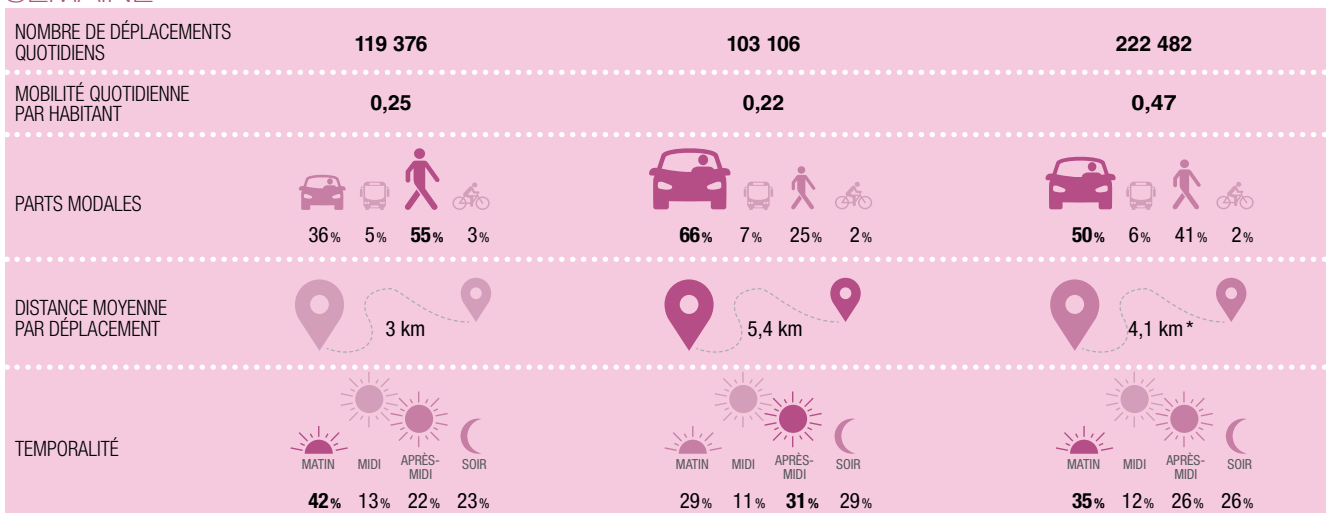 SEMAINE
NOMBRE DE DÉPLACEMENTS
QUOTIDIENS
119 376 103 106 222 482
MOBILITÉ QUOTIDIENNE
PAR HABITANT
0,25 0,22 0,47
PARTS MODALES
36% 5% 55% 3% 66% 7% 25% 2% 50% 6% 41% 2%
DISTANCE MOYENNE
PAR DÉPLACEMENT
3 km 5,4 km 4,1 km*
TEMPORALITÉ
MATIN MIDI APRÈS-MIDI SOIR MATIN MIDI APRÈS-MIDI SOIR MATIN MIDI APRÈS-MIDI SOIR
42% 13% 22% 23% 29% 11% 31% 29% 35% 12% 26% 26%